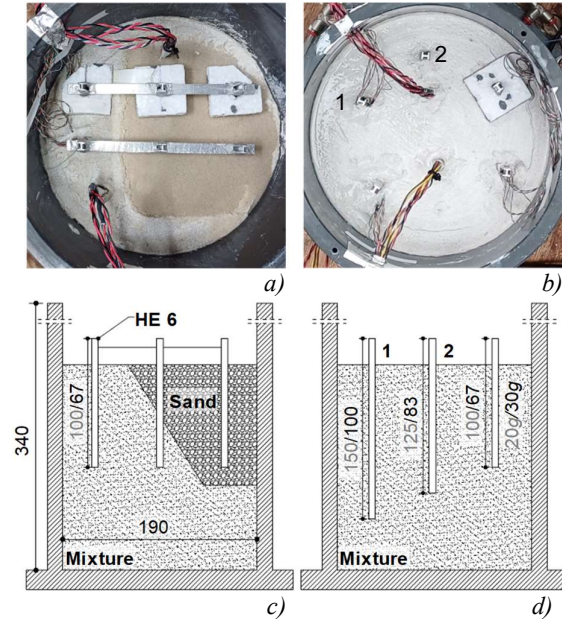 2
1
a)
b)
HE 6
100/67
Sand
340
190
Mixture
c)
1
2
150/100
125/83
100/67
20g/30g
Mixture
d)